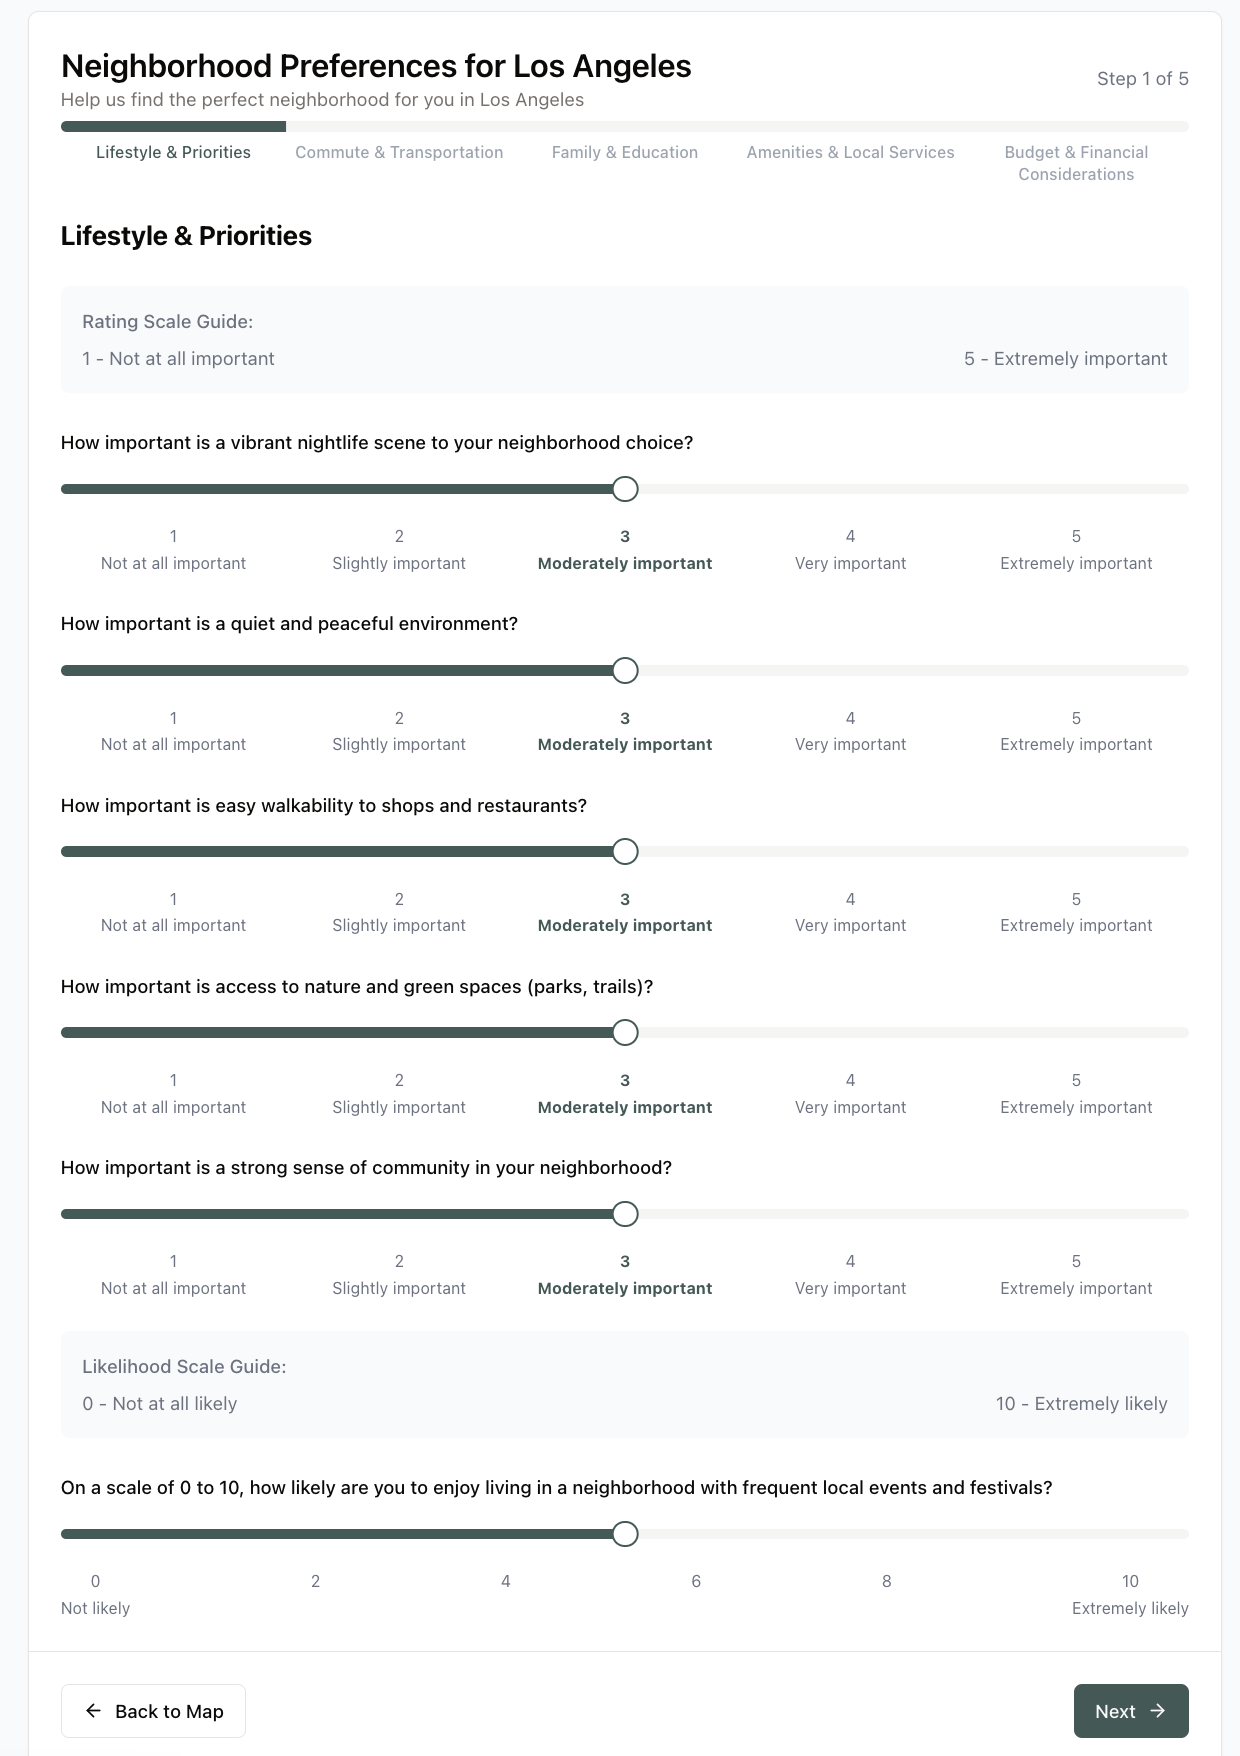 Neighborhood Preferences for Los Angeles
Help us find the perfect neighborhood for you in Los Angeles
Step 1 of 5
Lifestyle & Priorities
Commute & Transportation
Family & Education
Amenities & Local Services
Budget & Financial
Considerations
Lifestyle & Priorities
Rating Scale Guide:
1 - Not at all important
5 - Extremely important
How important is a vibrant nightlife scene to your neighborhood choice?
1 2 3 4 5
Not at all important Slightly important Moderately important Very important Extremely important
How important is a quiet and peaceful environment?
1 2 3 4 5
Not at all important Slightly important Moderately important Very important Extremely important
How important is easy walkability to shops and restaurants?
1 2 3 4 5
Not at all important Slightly important Moderately important Very important Extremely important
How important is access to nature and green spaces (parks, trails)?
1 2 3 4 5
Not at all important Slightly important Moderately important Very important Extremely important
How important is a strong sense of community in your neighborhood?
1 2 3 4 5
Not at all important Slightly important Moderately important Very important Extremely important
Likelihood Scale Guide:
0 - Not at all likely
10 - Extremely likely
On a scale of 0 to 10, how likely are you to enjoy living in a neighborhood with frequent local events and festivals?
0 2 4 6 8 10
Not likely Extremely likely
← Back to Map
Next →